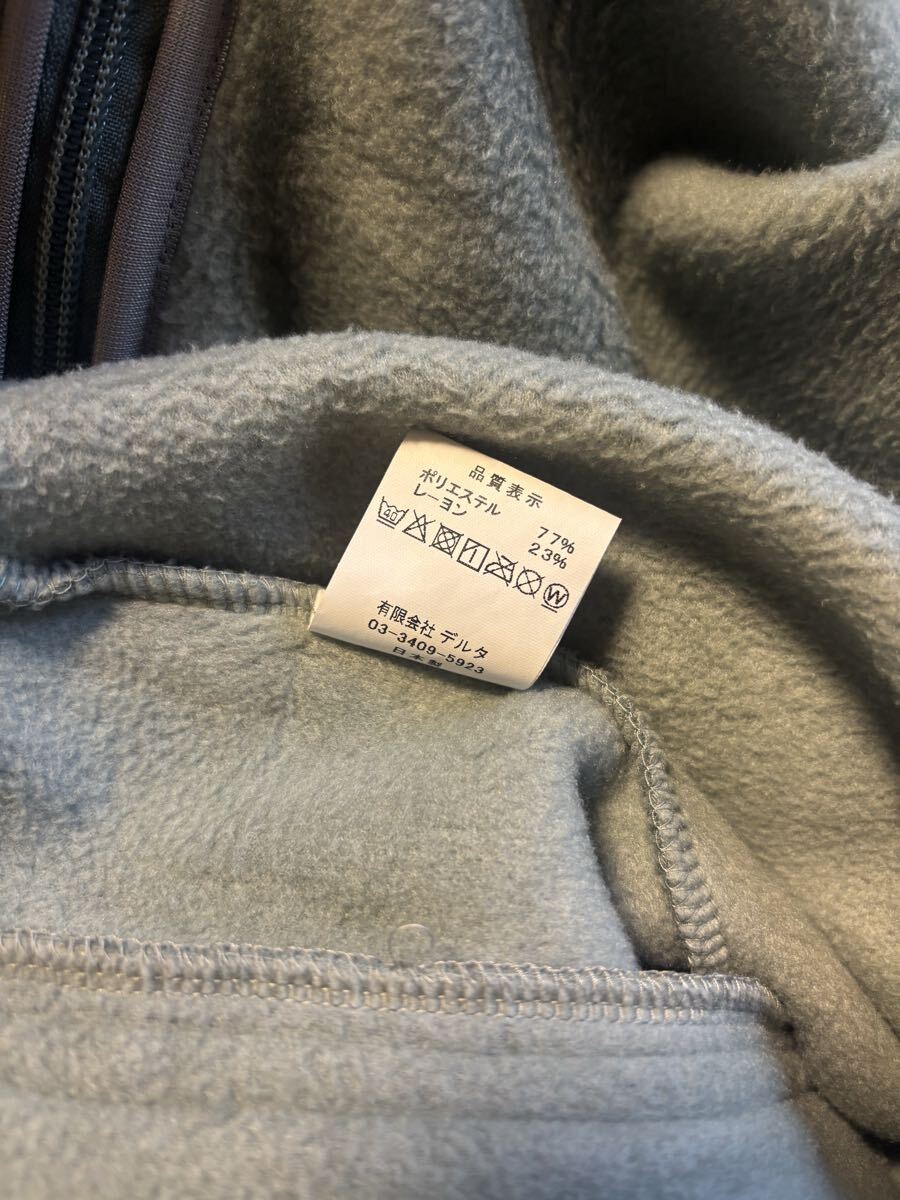 品質表示
ポリエステル 77%
レーヨン 23%
40
W
有限会社 デルタ
03-3409-5923
日本製